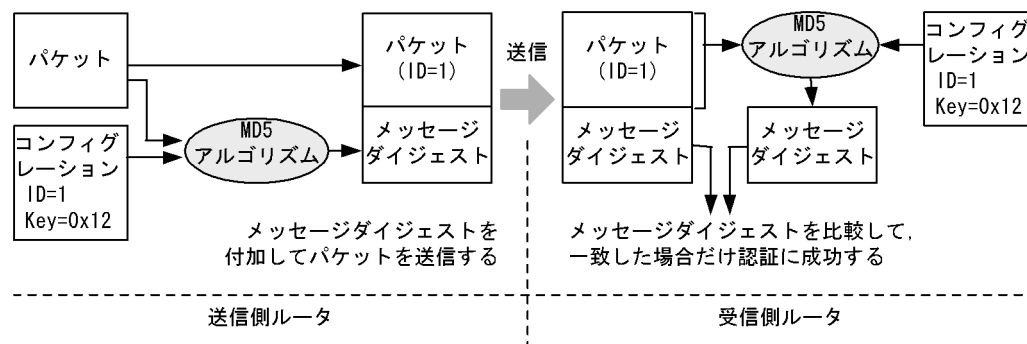 パケット
コンフィグ
レーション
ID=1
Key=0x12
MD5
アルゴリズム
パケット
(ID=1)
メッセージ
ダイジェスト
メッセージダイジェストを
付加してパケットを送信する
送信側ルータ
送信
パケット
(ID=1)
メッセージ
ダイジェスト
MD5
アルゴリズム
メッセージ
ダイジェスト
コンフィグ
レーション
ID=1
Key=0x12
メッセージダイジェストを比較して,
一致した場合だけ認証に成功する
受信側ルータ